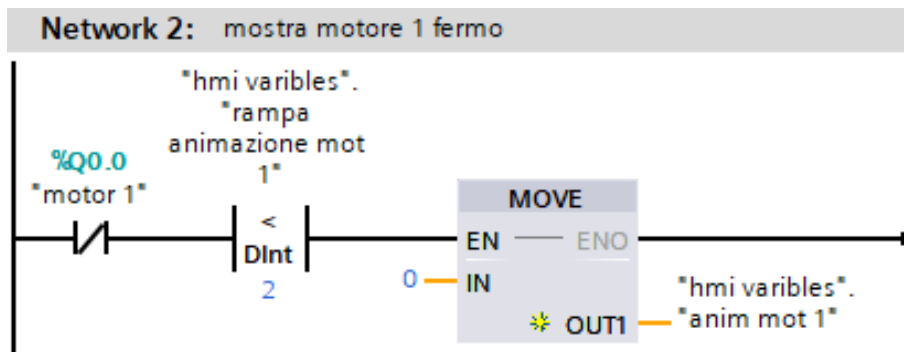 Network 2: mostra motore 1 fermo
"hmi varibles".
"rampa
animazione mot
1"
%Q0.0
"motor 1"
<
DInt
2
MOVE
EN ENO
0 IN
OUT1
"hmi varibles".
"anim mot 1"